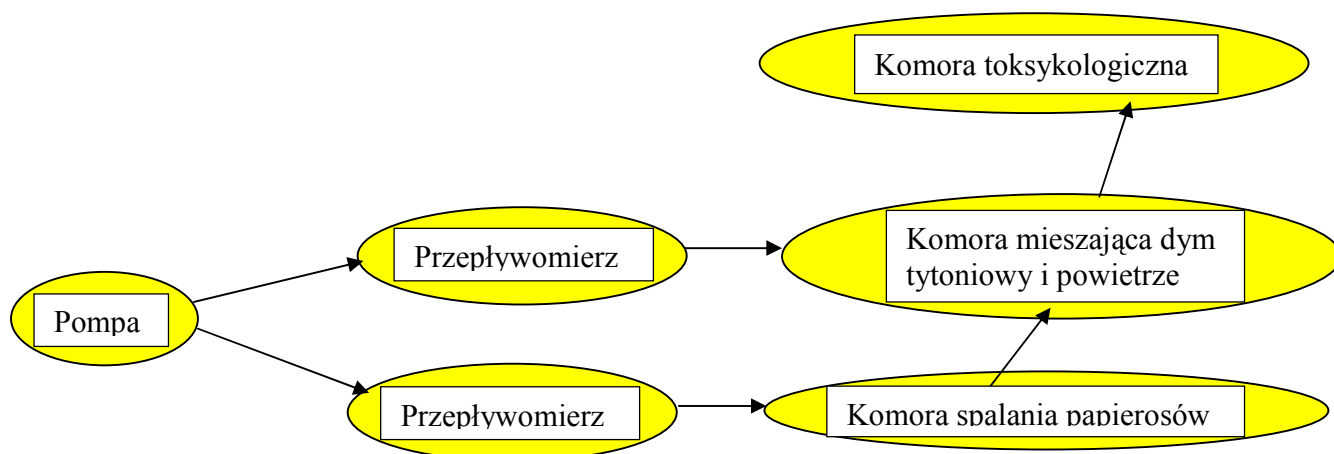 Komora toksykologiczna
Komora mieszająca dym
tytoniowy i powietrze
Przepływomierz
Pompa
Przepływomierz
Komora spalania papierosów